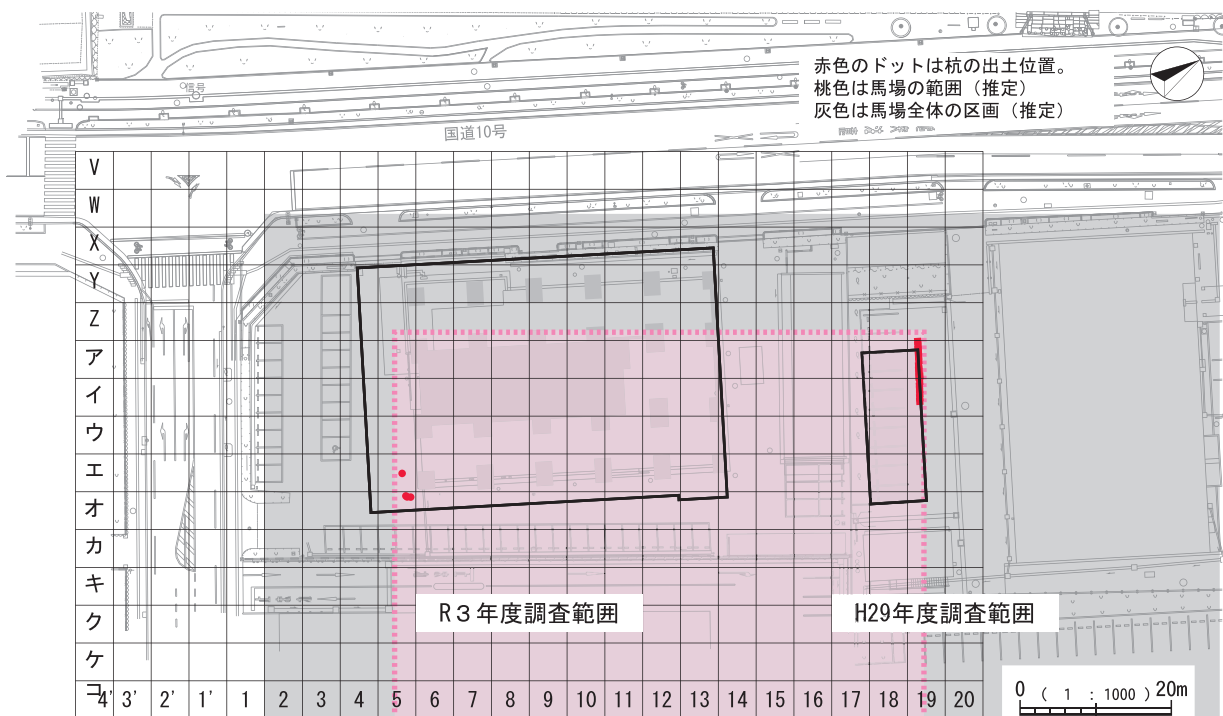 赤色のドットは杭の出土位置。
桃色は馬場の範囲（推定）
灰色は馬場全体の区画（推定）
信号
国道10号
V
W
X
Y
Z
ア
イ
ウ
エ
オ
カ
キ
ク
ケ
コ
R３年度調査範囲
H29年度調査範囲
4' 3' 2' 1' 1 2 3 4 5 6 7 8 9 10 11 12 13 14 15 16 17 18 19 20
0 （ 1 ： 1000 ） 20m